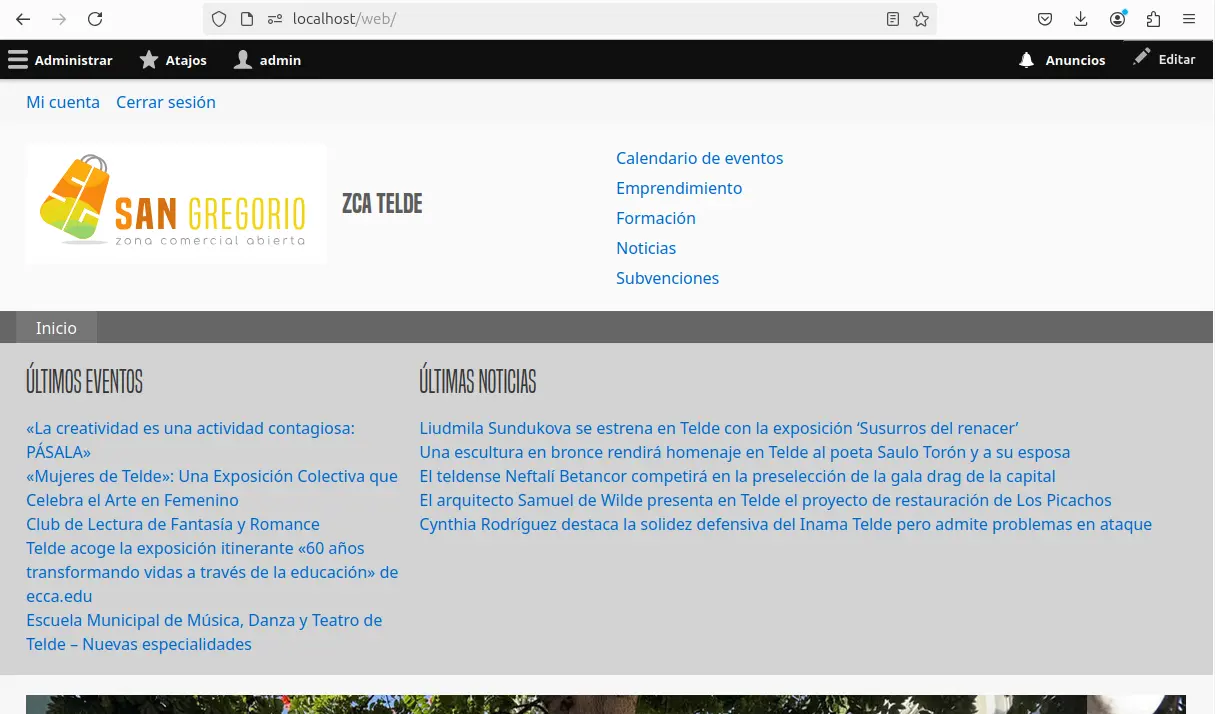 localhost/web/
Administrar Atajos admin Anuncios Editar
Mi cuenta Cerrar sesión
SAN GREGORIO
zona comercial abierta
ZCA TELDE
Calendario de eventos
Emprendimiento
Formación
Noticias
Subvenciones
Inicio
ÚLTIMOS EVENTOS
«La creatividad es una actividad contagiosa:
PÁSALA»
«Mujeres de Telde»: Una Exposición Colectiva que
Celebra el Arte en Femenino
Club de Lectura de Fantasía y Romance
Telde acoge la exposición itinerante «60 años
transformando vidas a través de la educación» de
ecca.edu
Escuela Municipal de Música, Danza y Teatro de
Telde – Nuevas especialidades
ÚLTIMAS NOTICIAS
Liudmila Sundukova se estrena en Telde con la exposición ‘Susurros del renacer’
Una escultura en bronce rendirá homenaje en Telde al poeta Saulo Torón y a su esposa
El teldense Neftalí Betancor competirá en la preselección de la gala drag de la capital
El arquitecto Samuel de Wilde presenta en Telde el proyecto de restauración de Los Picachos
Cynthia Rodríguez destaca la solidez defensiva del Inama Telde pero admite problemas en ataque